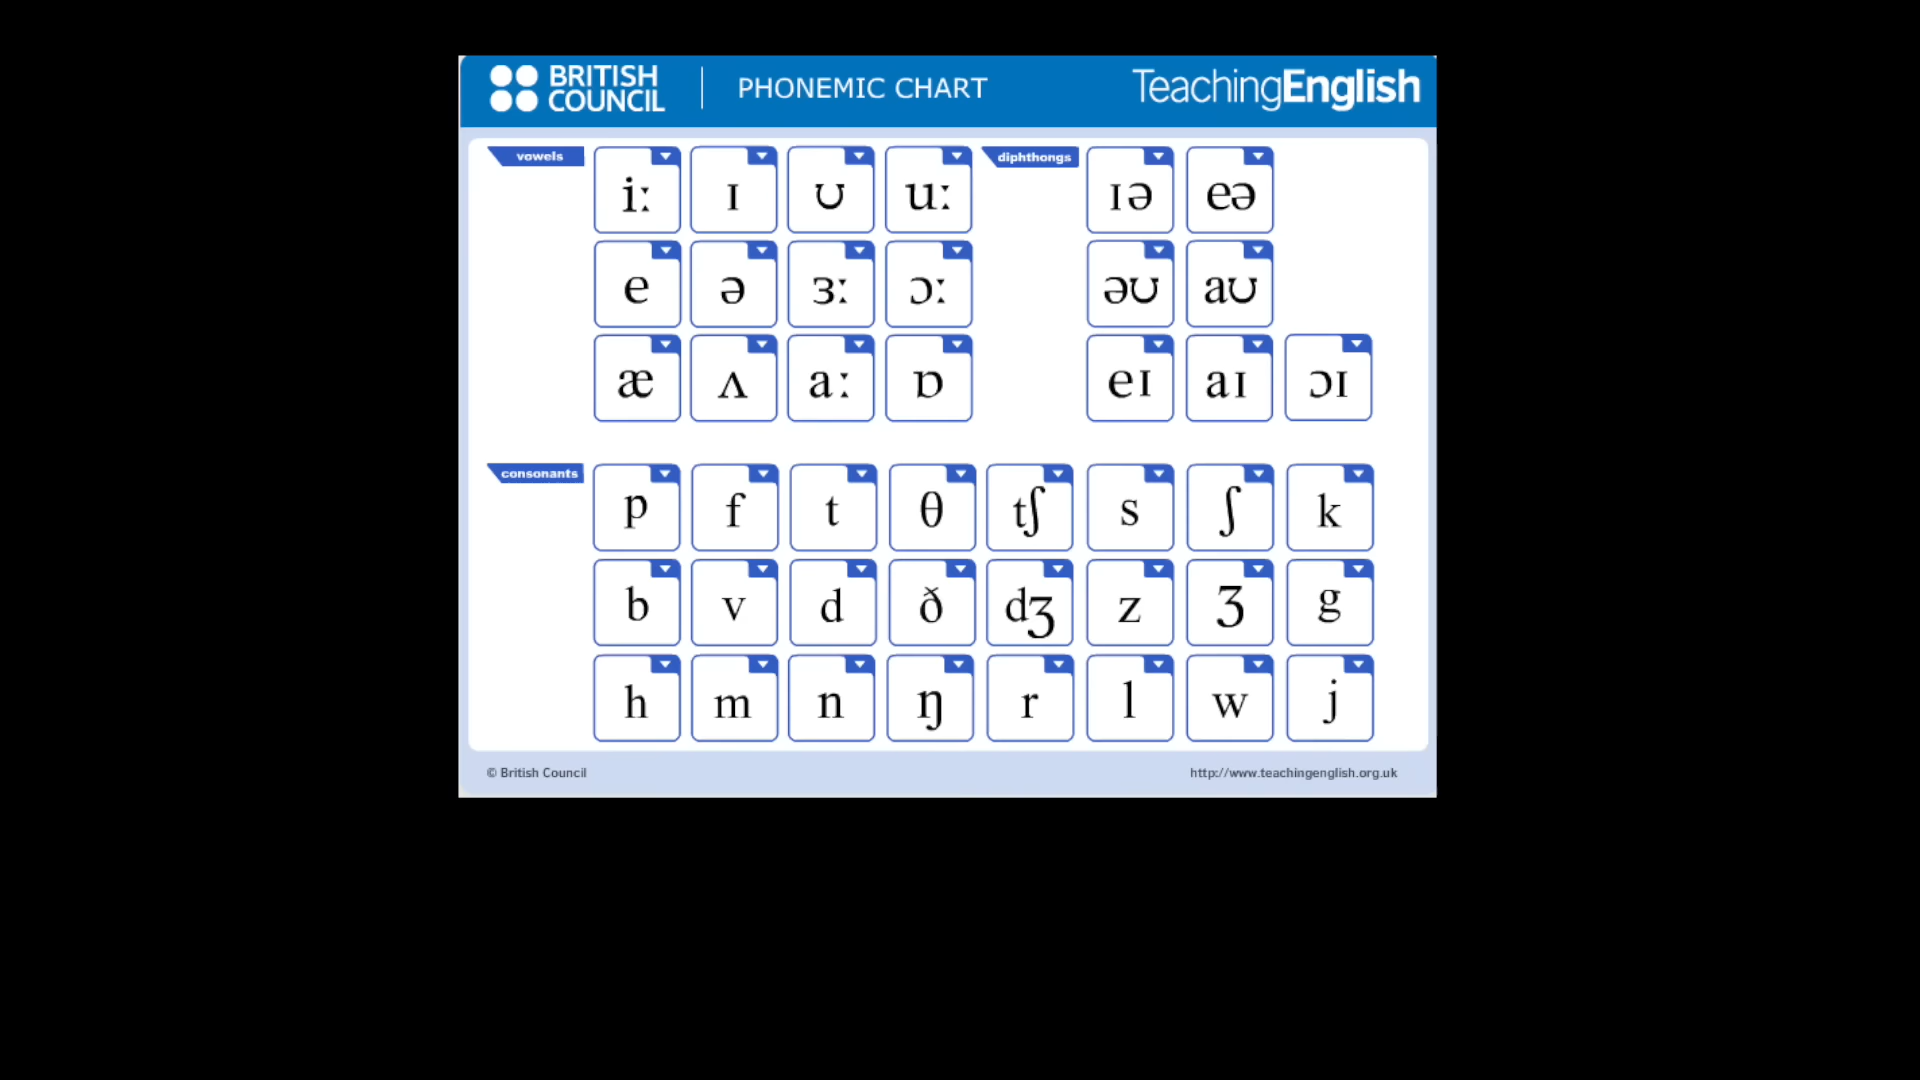 BRITISH COUNCIL PHONEMIC CHART TeachingEnglish
vowels iː ɪ ʊ uː diphthongs ɪə eə
e ə ɜː ɔː əʊ aʊ
æ ʌ aː ɒ eɪ aɪ ɔɪ
consonants p f t θ tʃ s ʃ k
b v d ð dʒ z ʒ g
h m n ŋ r l w j
© British Council http://www.teachingenglish.org.uk